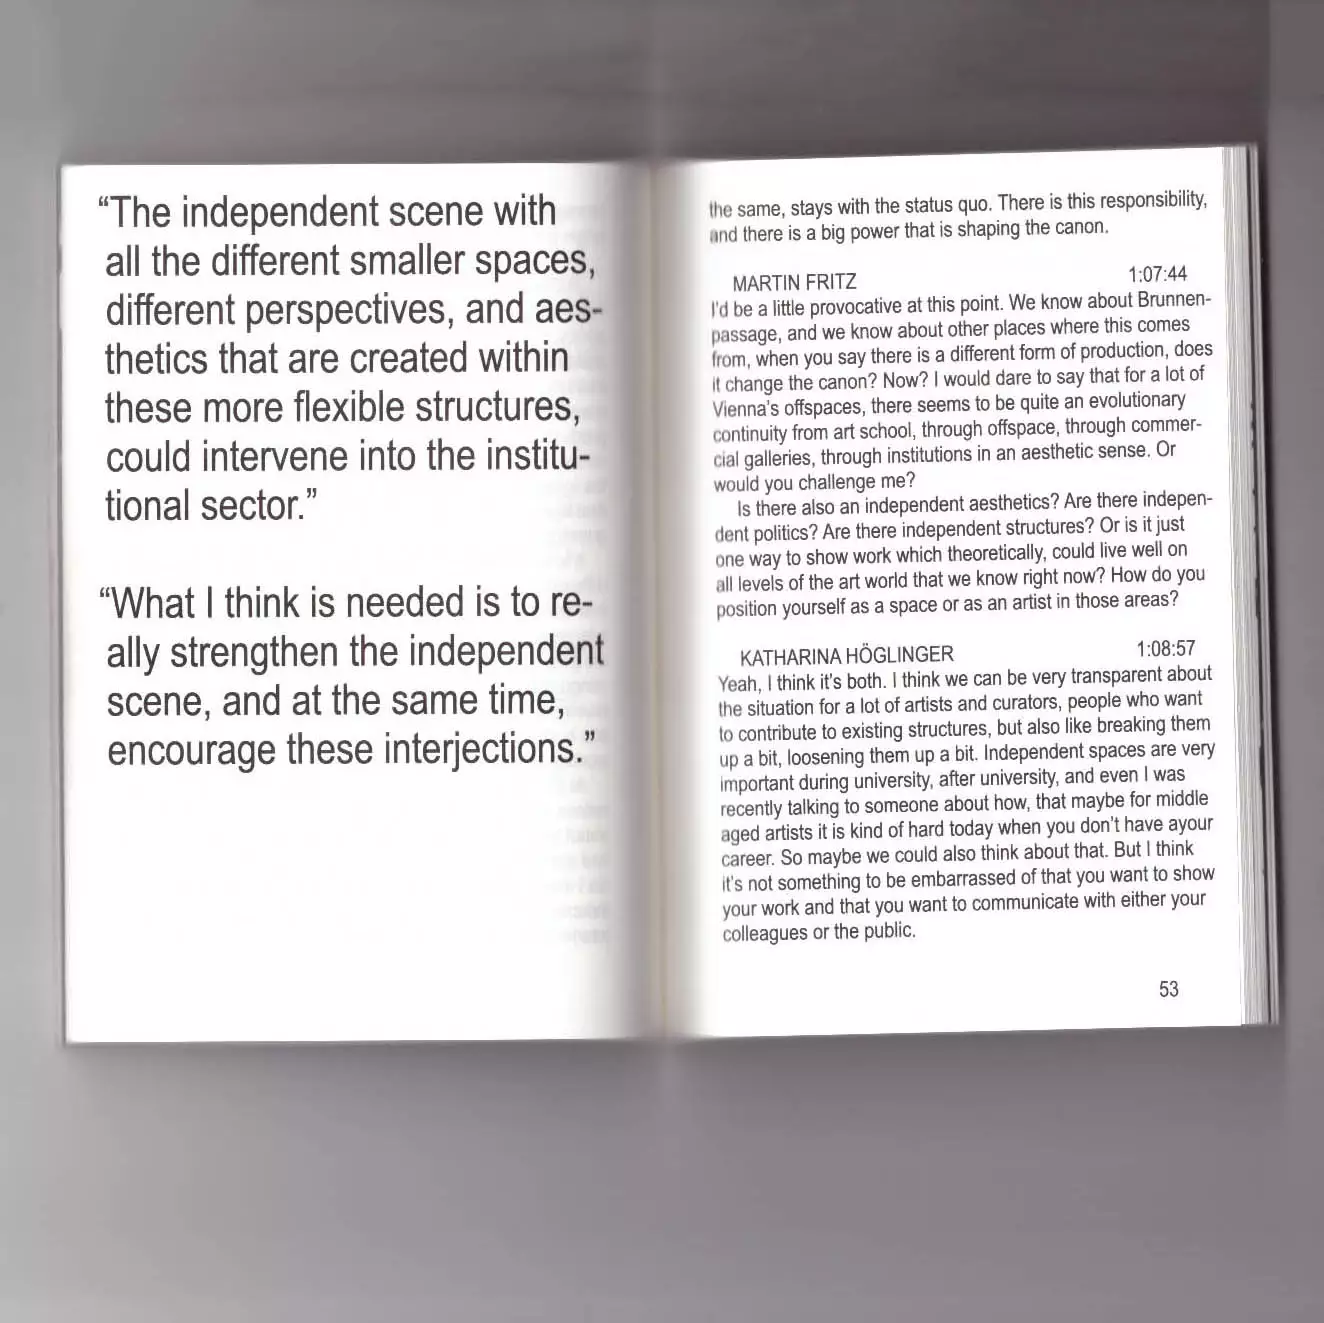 “The independent scene with
all the different smaller spaces,
different perspectives, and aes-
thetics that are created within
these more flexible structures,
could intervene into the institu-
tional sector.”
“What I think is needed is to re-
ally strengthen the independent
scene, and at the same time,
encourage these interjections.”
the same, stays with the status quo. There is this responsibility,
and there is a big power that is shaping the canon.
MARTIN FRITZ 1:07:44
I’d be a little provocative at this point. We know about Brunnen-
passage, and we know about other places where this comes
from, when you say there is a different form of production, does
it change the canon? Now? I would dare to say that for a lot of
Vienna’s offspaces, there seems to be quite an evolutionary
continuity from art school, through offspace, through commer-
cial galleries, through institutions in an aesthetic sense. Or
would you challenge me?
Is there also an independent aesthetics? Are there indepen-
dent politics? Are there independent structures? Or is it just
one way to show work which theoretically, could live well on
all levels of the art world that we know right now? How do you
position yourself as a space or as an artist in those areas?
KATHARINA HÖGLINGER 1:08:57
Yeah, I think it’s both. I think we can be very transparent about
the situation for a lot of artists and curators, people who want
to contribute to existing structures, but also like breaking them
up a bit, loosening them up a bit. Independent spaces are very
important during university, after university, and even I was
recently talking to someone about how, that maybe for middle
aged artists it is kind of hard today when you don’t have ayour
career. So maybe we could also think about that. But I think
it’s not something to be embarrassed of that you want to show
your work and that you want to communicate with either your
colleagues or the public.
53